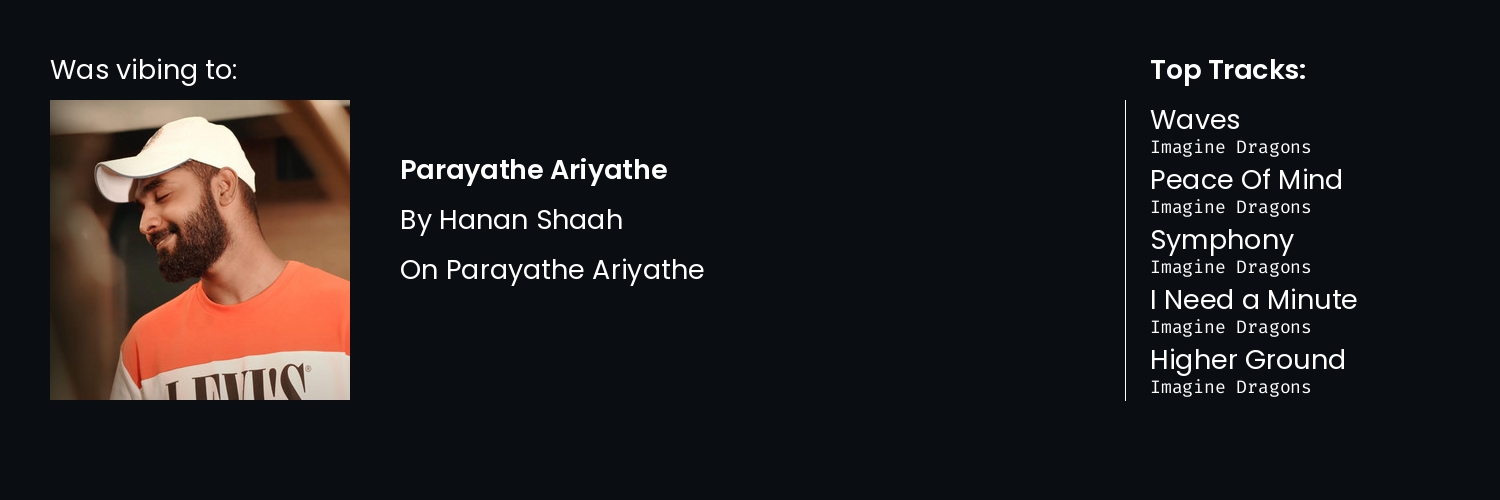 Was vibing to:
LEVI'S®
Parayathe Ariyathe
By Hanan Shaah
On Parayathe Ariyathe
Top Tracks:
Waves
Imagine Dragons
Peace Of Mind
Imagine Dragons
Symphony
Imagine Dragons
I Need a Minute
Imagine Dragons
Higher Ground
Imagine Dragons